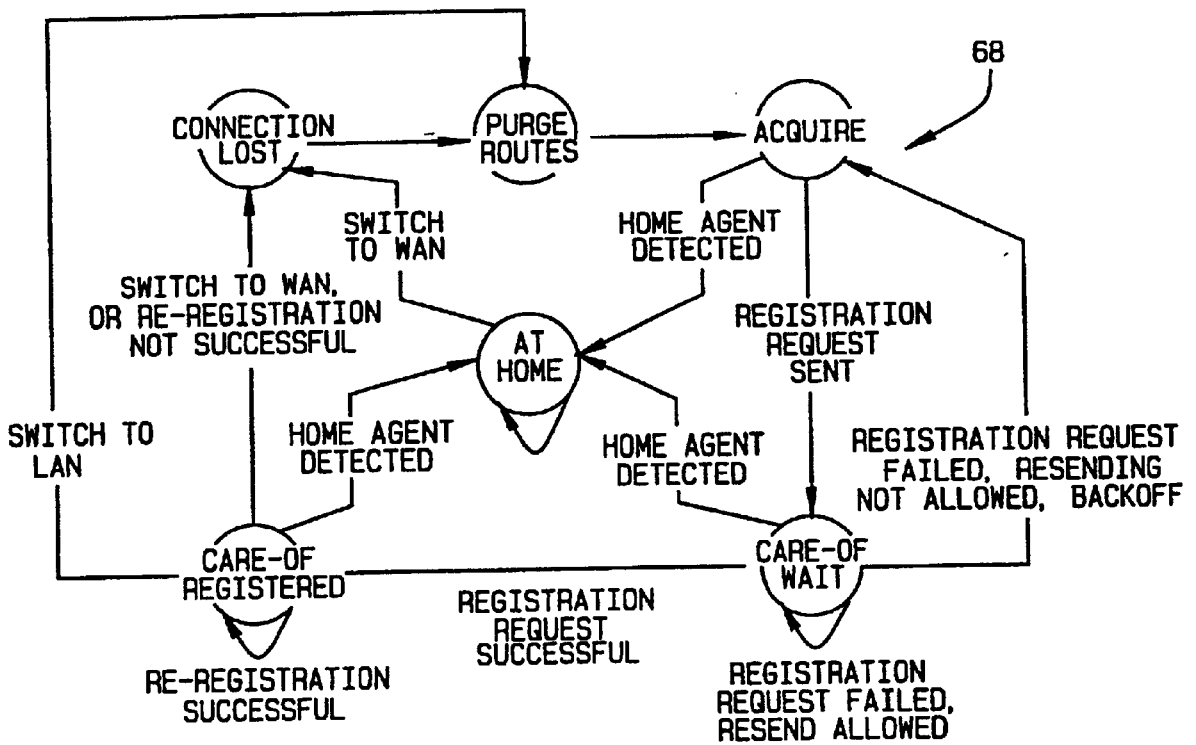 68
CONNECTION
LOST
PURGE
ROUTES
ACQUIRE
SWITCH
TO WAN
HOME AGENT
DETECTED
SWITCH TO WAN,
OR RE-REGISTRATION
NOT SUCCESSFUL
REGISTRATION
REQUEST
SENT
AT
HOME
SWITCH TO
LAN
HOME AGENT
DETECTED
HOME AGENT
DETECTED
REGISTRATION REQUEST
FAILED, RESENDING
NOT ALLOWED, BACKOFF
CARE-OF
REGISTERED
CARE-OF
WAIT
REGISTRATION
REQUEST
SUCCESSFUL
RE-REGISTRATION
SUCCESSFUL
REGISTRATION
REQUEST FAILED,
RESEND ALLOWED